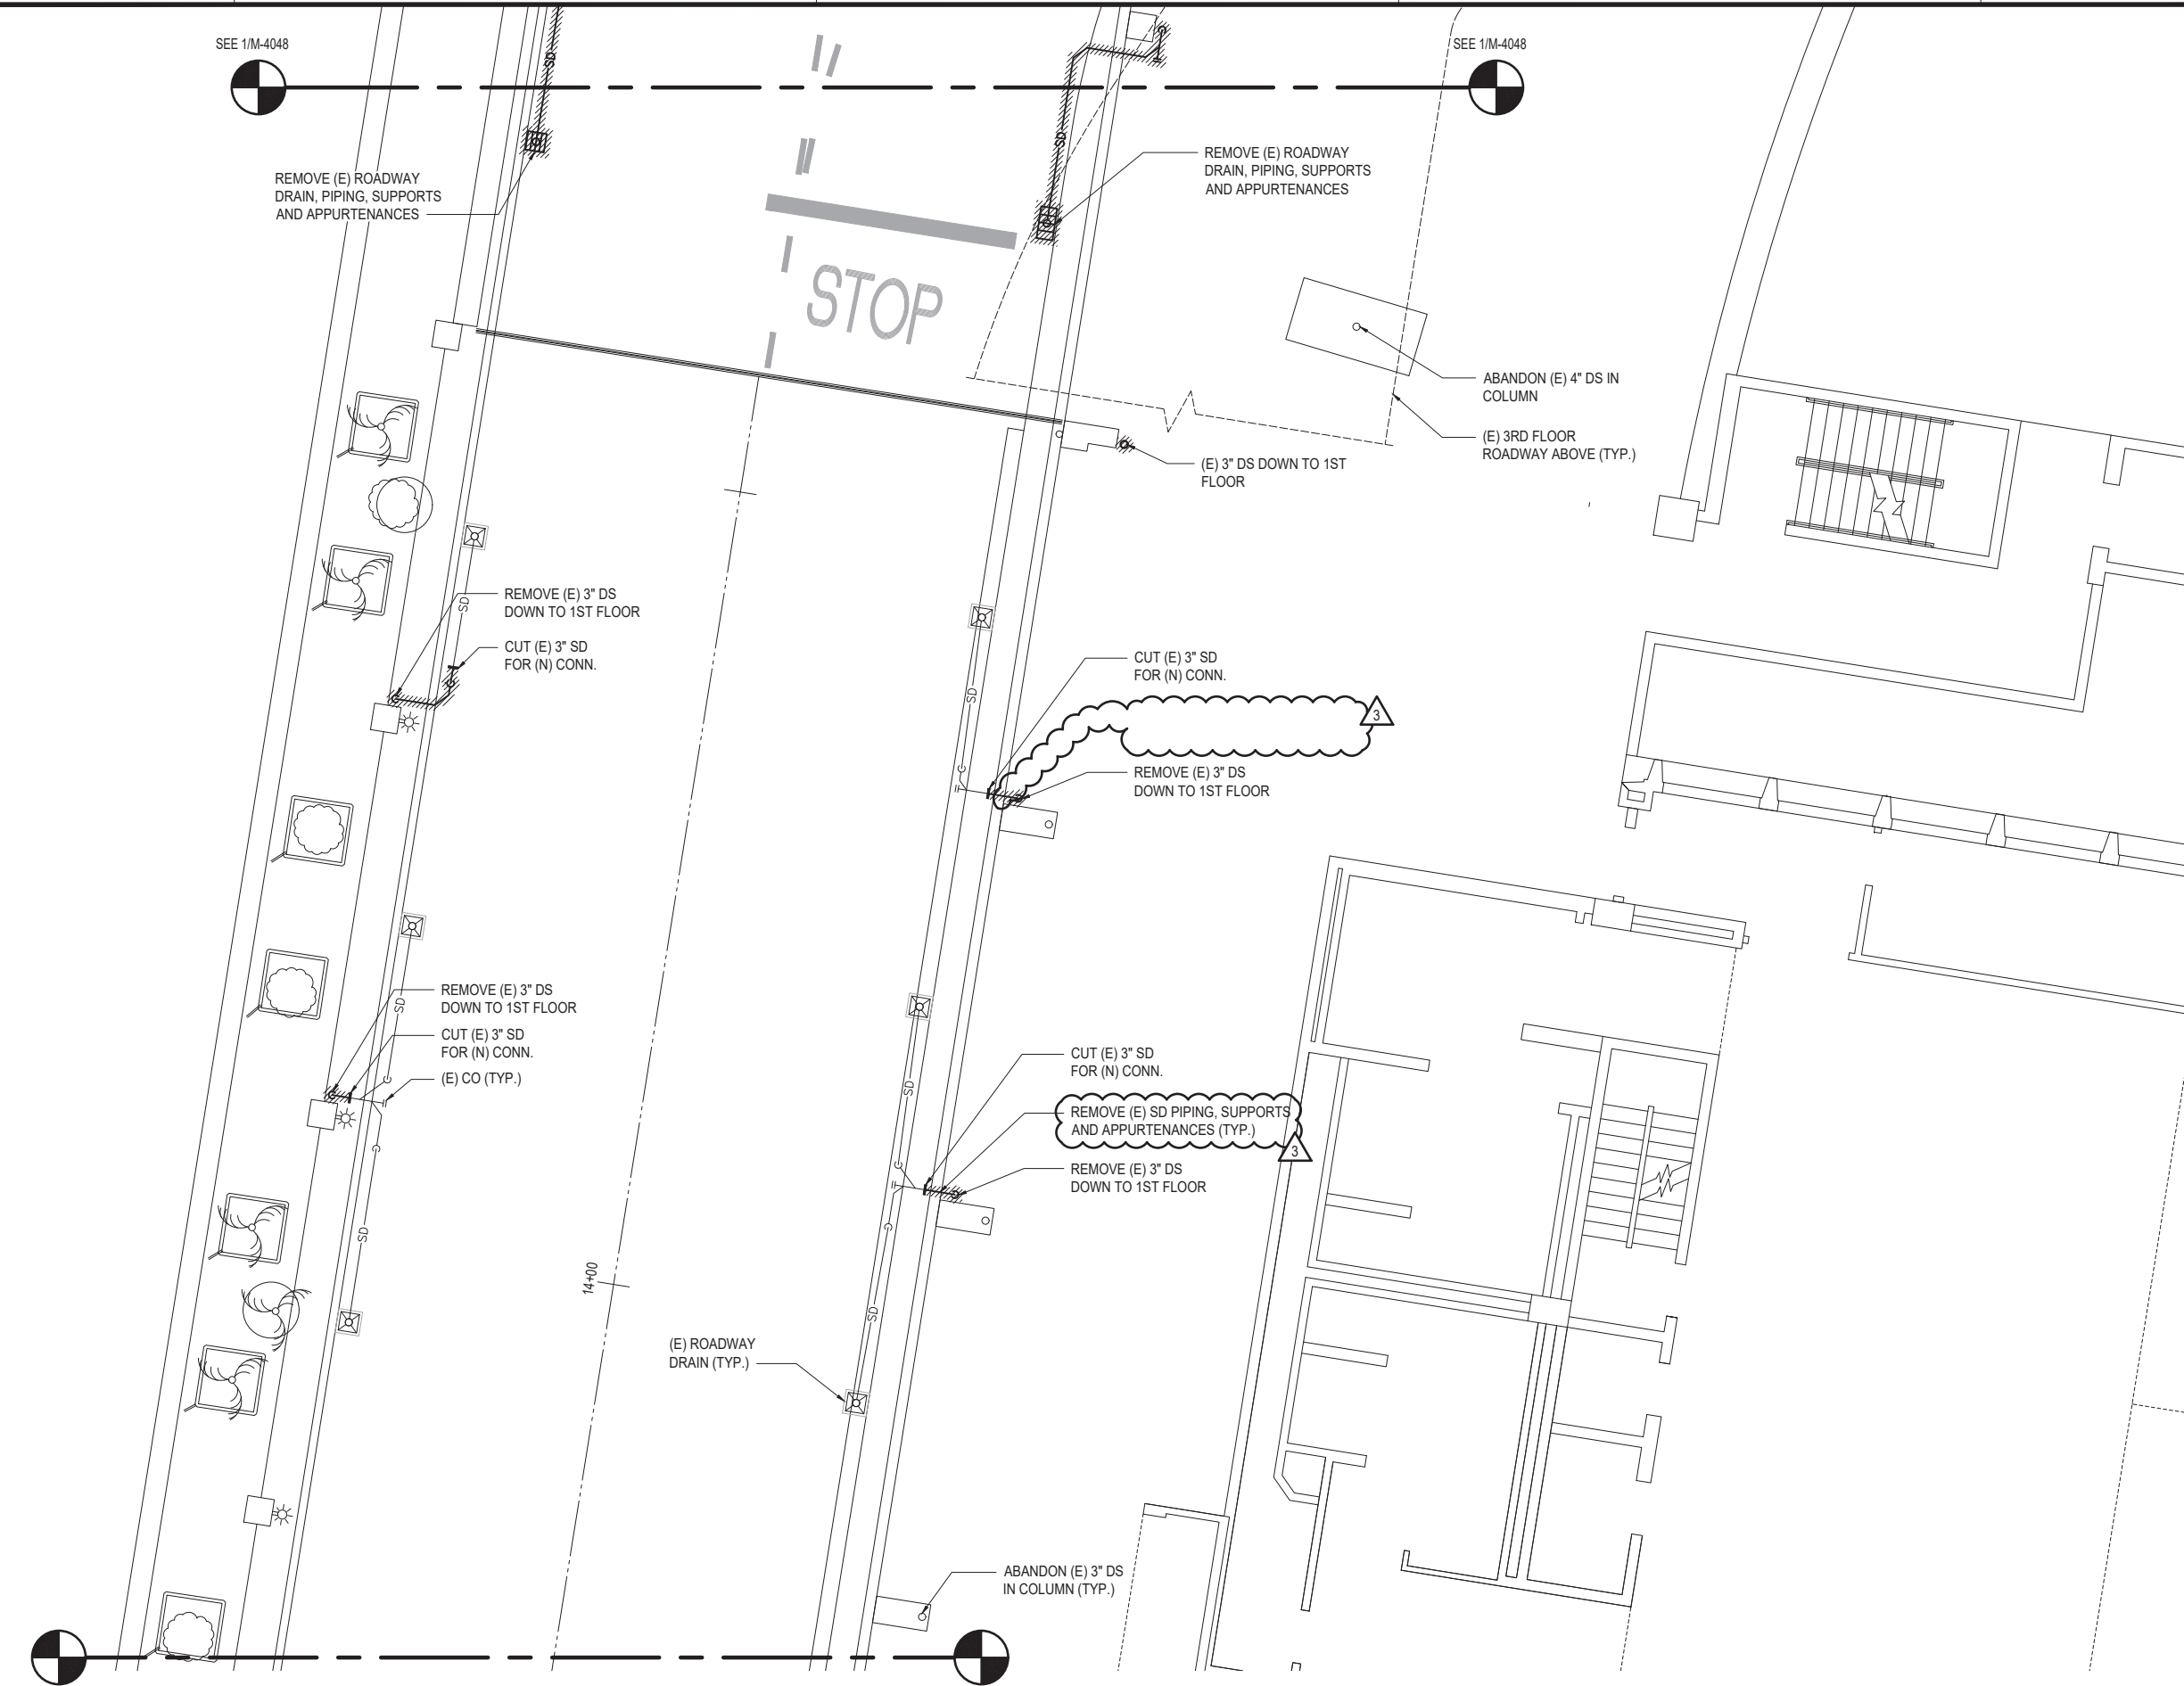 SEE 1/M-4048
SEE 1/M-4048
SD
SD
REMOVE (E) ROADWAY
DRAIN, PIPING, SUPPORTS
AND APPURTENANCES
REMOVE (E) ROADWAY
DRAIN, PIPING, SUPPORTS
AND APPURTENANCES
STOP
ABANDON (E) 4" DS IN
COLUMN
(E) 3RD FLOOR
ROADWAY ABOVE (TYP.)
(E) 3" DS DOWN TO 1ST
FLOOR
REMOVE (E) 3" DS
DOWN TO 1ST FLOOR
SD
CUT (E) 3" SD
FOR (N) CONN.
CUT (E) 3" SD
FOR (N) CONN.
SD
3
REMOVE (E) 3" DS
DOWN TO 1ST FLOOR
REMOVE (E) 3" DS
DOWN TO 1ST FLOOR
SD
CUT (E) 3" SD
FOR (N) CONN.
(E) CO (TYP.)
CUT (E) 3" SD
FOR (N) CONN.
SD
REMOVE (E) SD PIPING, SUPPORTS
AND APPURTENANCES (TYP.)
3
REMOVE (E) 3" DS
DOWN TO 1ST FLOOR
SD
14+00
SD
(E) ROADWAY
DRAIN (TYP.)
ABANDON (E) 3" DS
IN COLUMN (TYP.)